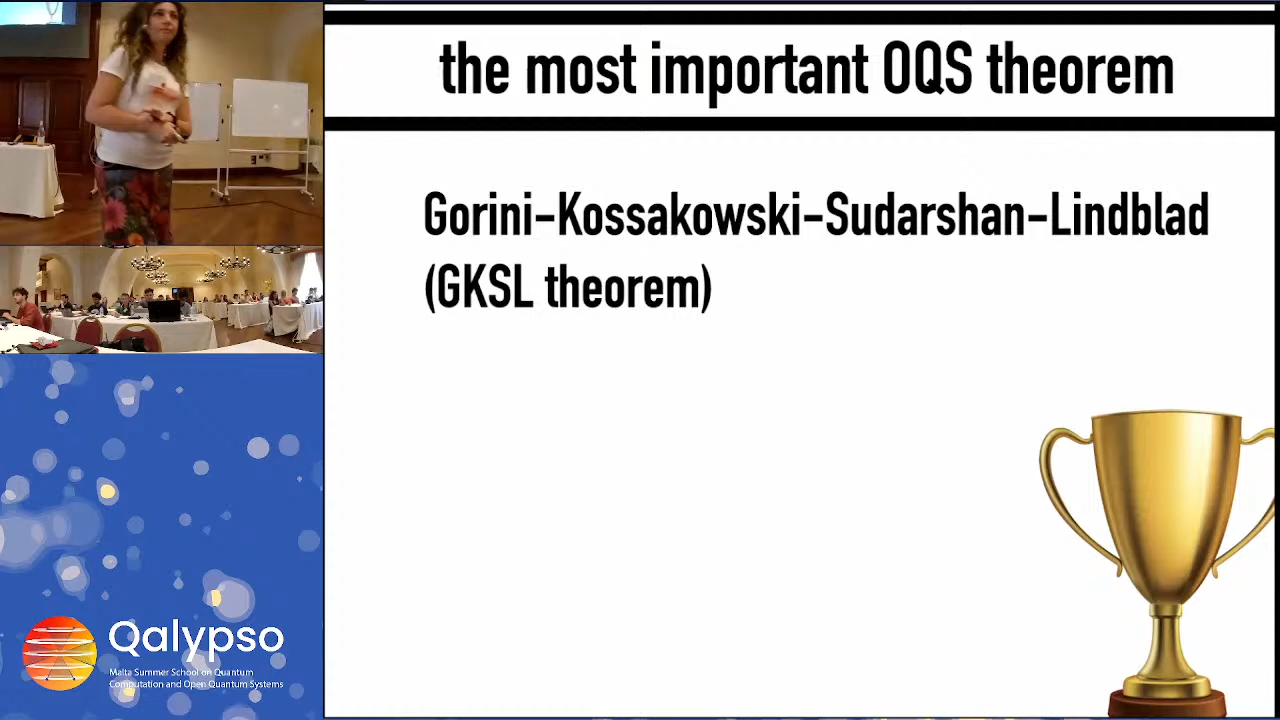 the most important OQS theorem
Gorini-Kossakowski-Sudarshan-Lindblad
(GKSL theorem)
Qalypso
Malta Summer School on Quantum
Computation and Open Quantum Systems